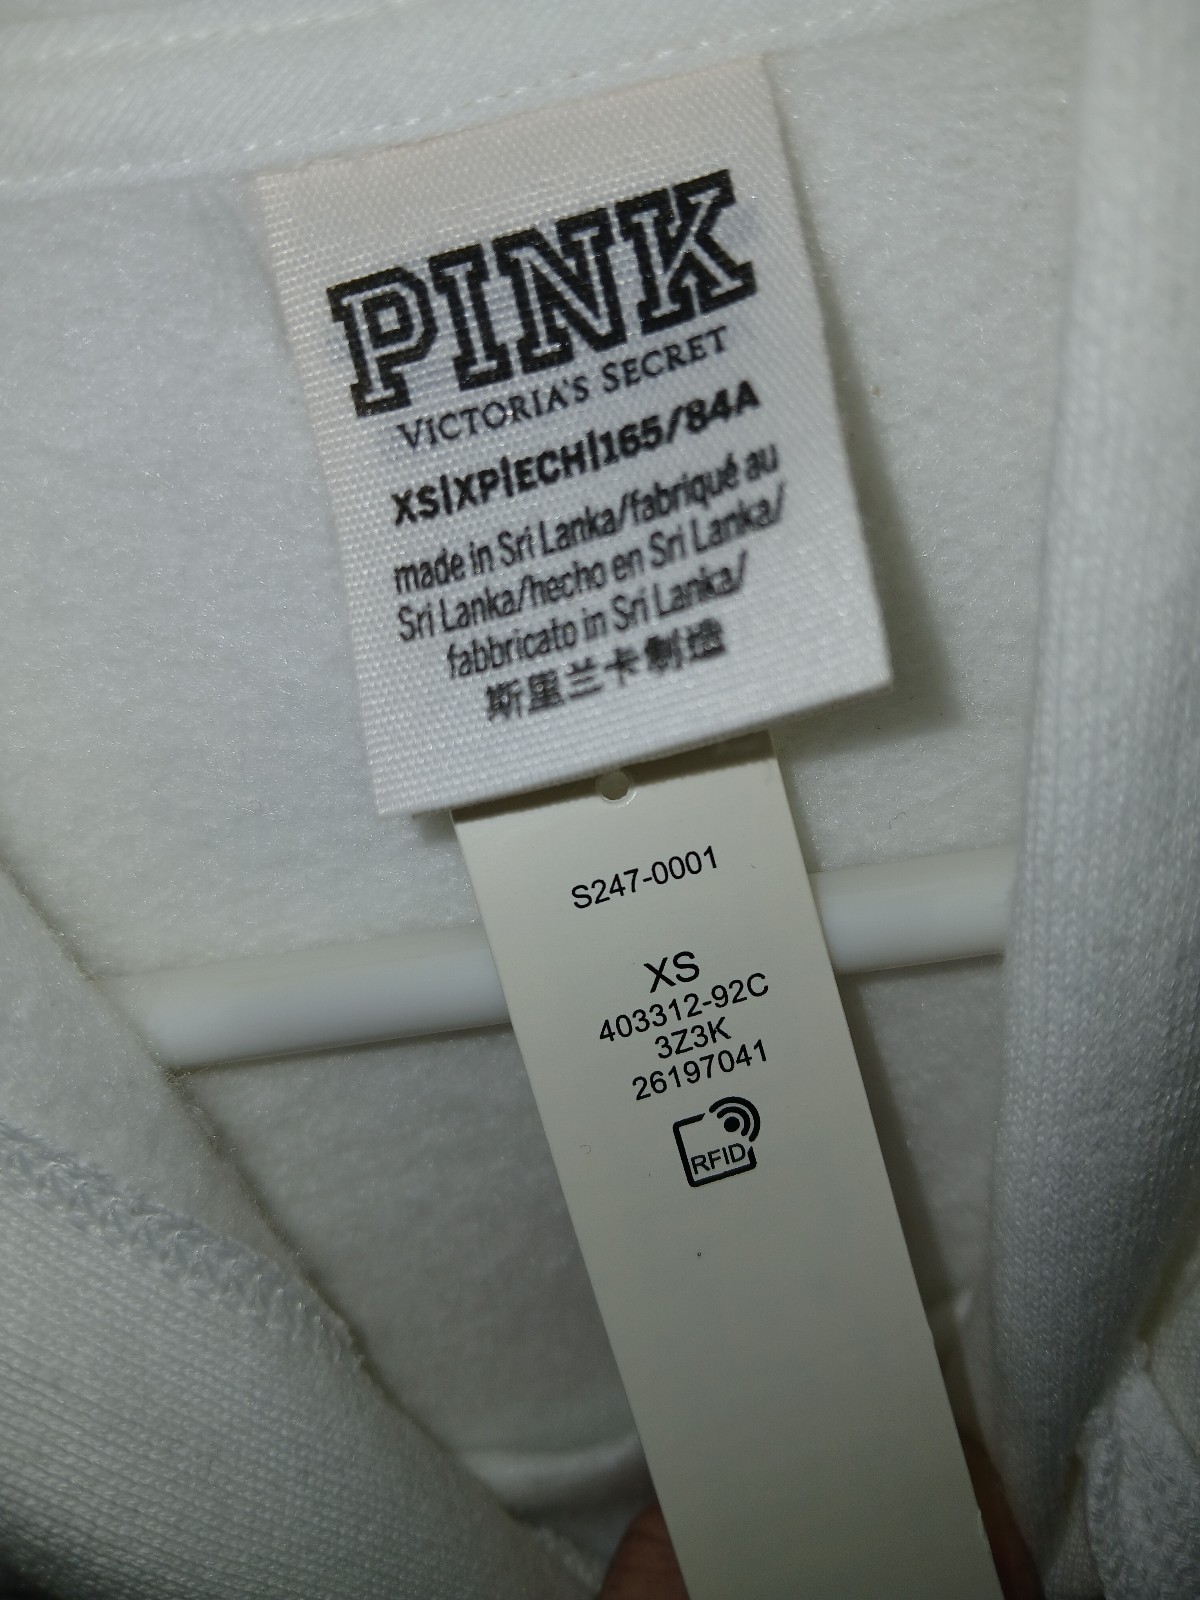 PINK
VICTORIA'S SECRET
XS|XP|ECH|165/84A
made in Sri Lanka/fabriqué au
Sri Lanka/hecho en Sri Lanka/
fabbricato in Sri Lanka/
斯里兰卡制造
S247-0001
XS
403312-92C
3Z3K
26197041
RFID